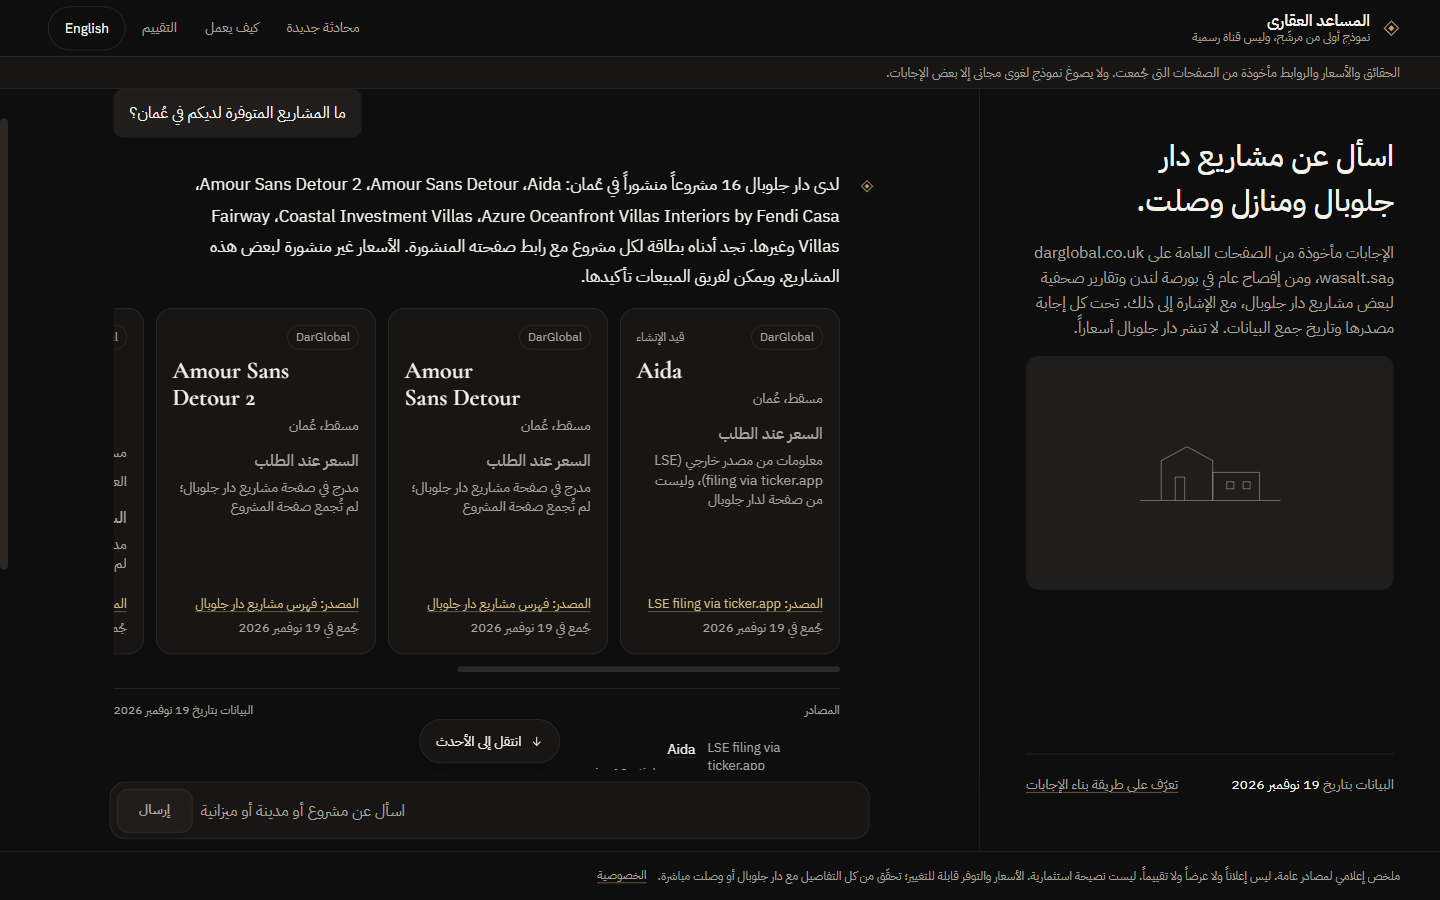 المساعد العقاري
نموذج أولي من مرشّح، وليس قناة رسمية
محادثة جديدة
كيف يعمل
التقييم
English
الحقائق والأسعار والروابط مأخوذة من الصفحات التي جُمعت. ولا يصوغ نموذج لغوي مجاني إلا بعض الإجابات.
اسأل عن مشاريع دار
جلوبال ومنازل وصلت.
الإجابات مأخوذة من الصفحات العامة على darglobal.co.uk
وwasalt.sa، ومن إفصاح عام في بورصة لندن وتقارير صحفية
لبعض مشاريع دار جلوبال، مع الإشارة إلى ذلك. تحت كل إجابة
مصدرها وتاريخ جمع البيانات. لا تنشر دار جلوبال أسعاراً.
البيانات بتاريخ 19 نوفمبر 2026
تعرّف على طريقة بناء الإجابات
ما المشاريع المتوفرة لديكم في عُمان؟
لدى دار جلوبال 16 مشروعاً منشوراً في عُمان: Aida، Amour Sans Detour، Amour Sans Detour 2،
Azure Oceanfront Villas Interiors by Fendi Casa، Coastal Investment Villas، Fairway
Villas وغيرها. تجد أدناه بطاقة لكل مشروع مع رابط صفحته المنشورة. الأسعار غير منشورة لبعض هذه
المشاريع، ويمكن لفريق المبيعات تأكيدها.
DarGlobal
قيد الإنشاء
Aida
مسقط، عُمان
السعر عند الطلب
معلومات من مصدر خارجي (LSE
filing via ticker.app)، وليست
من صفحة لدار جلوبال
المصدر: LSE filing via ticker.app
جُمع في 19 نوفمبر 2026
DarGlobal
Amour
Sans Detour
مسقط، عُمان
السعر عند الطلب
مدرج في صفحة مشاريع دار جلوبال؛
لم تُجمع صفحة المشروع
المصدر: فهرس مشاريع دار جلوبال
جُمع في 19 نوفمبر 2026
DarGlobal
Amour Sans
Detour 2
مسقط، عُمان
السعر عند الطلب
مدرج في صفحة مشاريع دار جلوبال؛
لم تُجمع صفحة المشروع
المصدر: فهرس مشاريع دار جلوبال
جُمع في 19 نوفمبر 2026
المصادر
البيانات بتاريخ 19 نوفمبر 2026
LSE filing via
ticker.app
Aida
انتقل إلى الأحدث
اسأل عن مشروع أو مدينة أو ميزانية
إرسال
ملخص إعلامي لمصادر عامة. ليس إعلاناً ولا عرضاً ولا تقييماً. ليست نصيحة استثمارية. الأسعار والتوفر قابلة للتغيير؛ تحقّق من كل التفاصيل مع دار جلوبال أو وصلت مباشرة.
الخصوصية